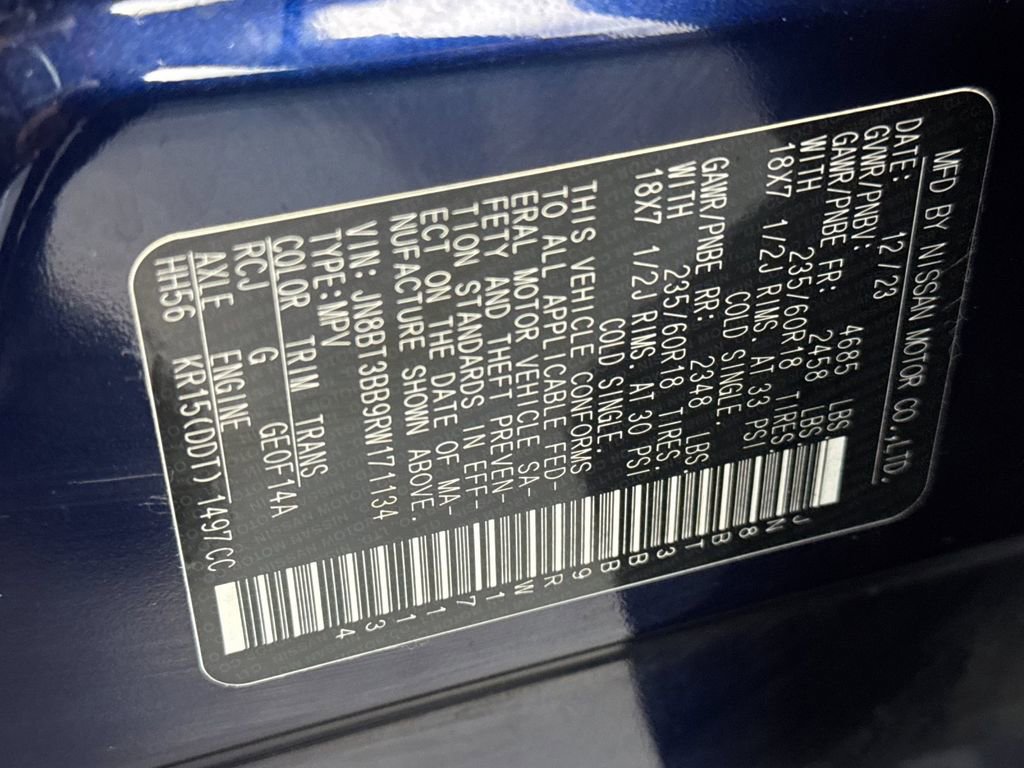 MFD BY NISSAN MOTOR CO.,LTD.
DATE: 12/23
GVWR/PNBV: 4685 LBS
GAWR/PNBE FR: 2458 LBS
WITH 235/60R18 TIRES.
18X7 1/2J RIMS. AT 33 PSI
COLD SINGLE.
GAWR/PNBE RR: 2348 LBS
WITH 235/60R18 TIRES.
18X7 1/2J RIMS. AT 30 PSI
COLD SINGLE.
THIS VEHICLE CONFORMS
TO ALL APPLICABLE FED-
ERAL MOTOR VEHICLE SA-
FETY AND THEFT PREVEN-
TION STANDARDS IN EFF-
ECT ON THE DATE OF MA-
NUFACTURE SHOWN ABOVE.
VIN: JN8BT3BB9RW171134
TYPE:MPV
COLOR TRIM TRANS
RCJ G GEOF14A
AXLE ENGINE
HH56 KR15(DDT) 1497 CC
JN8BT3BB9RW171134